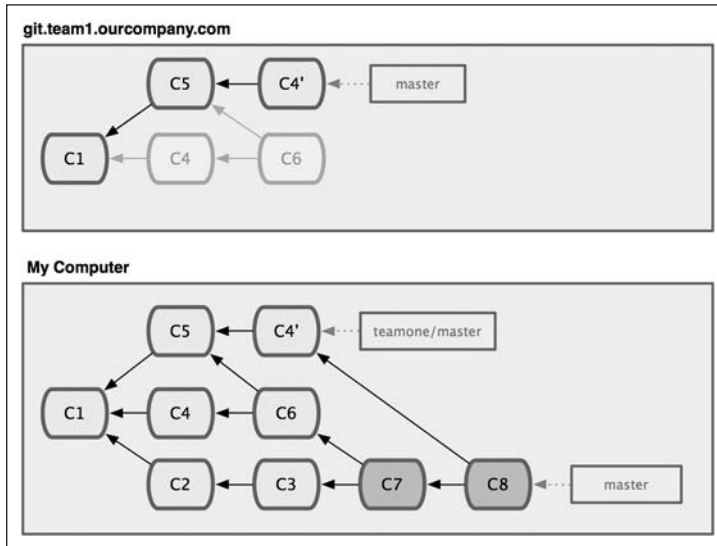 git.team1.ourcompany.com
C5 C4' master
C1 C4 C6
My Computer
C5 C4' teamone/master
C1 C4 C6
C2 C3 C7 C8 master